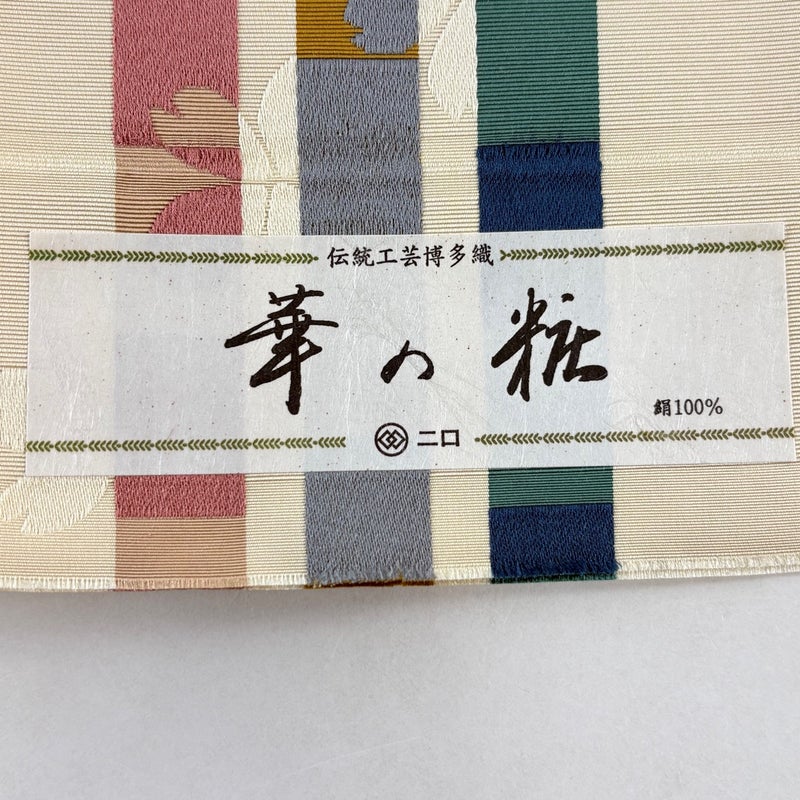 伝統工芸博多織
華の粧
絹100%
二口